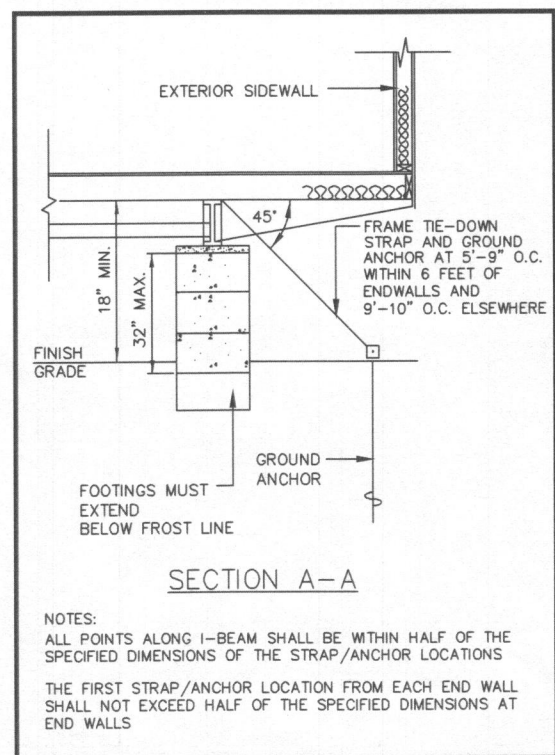 EXTERIOR SIDEWALL
45°
FRAME TIE-DOWN
STRAP AND GROUND
ANCHOR AT 5'-9" O.C.
WITHIN 6 FEET OF
ENDWALLS AND
9'-10" O.C. ELSEWHERE
18" MIN.
32" MAX.
FINISH
GRADE
GROUND
ANCHOR
FOOTINGS MUST
EXTEND
BELOW FROST LINE
SECTION A-A
NOTES:
ALL POINTS ALONG I-BEAM SHALL BE WITHIN HALF OF THE
SPECIFIED DIMENSIONS OF THE STRAP/ANCHOR LOCATIONS
THE FIRST STRAP/ANCHOR LOCATION FROM EACH END WALL
SHALL NOT EXCEED HALF OF THE SPECIFIED DIMENSIONS AT
END WALLS